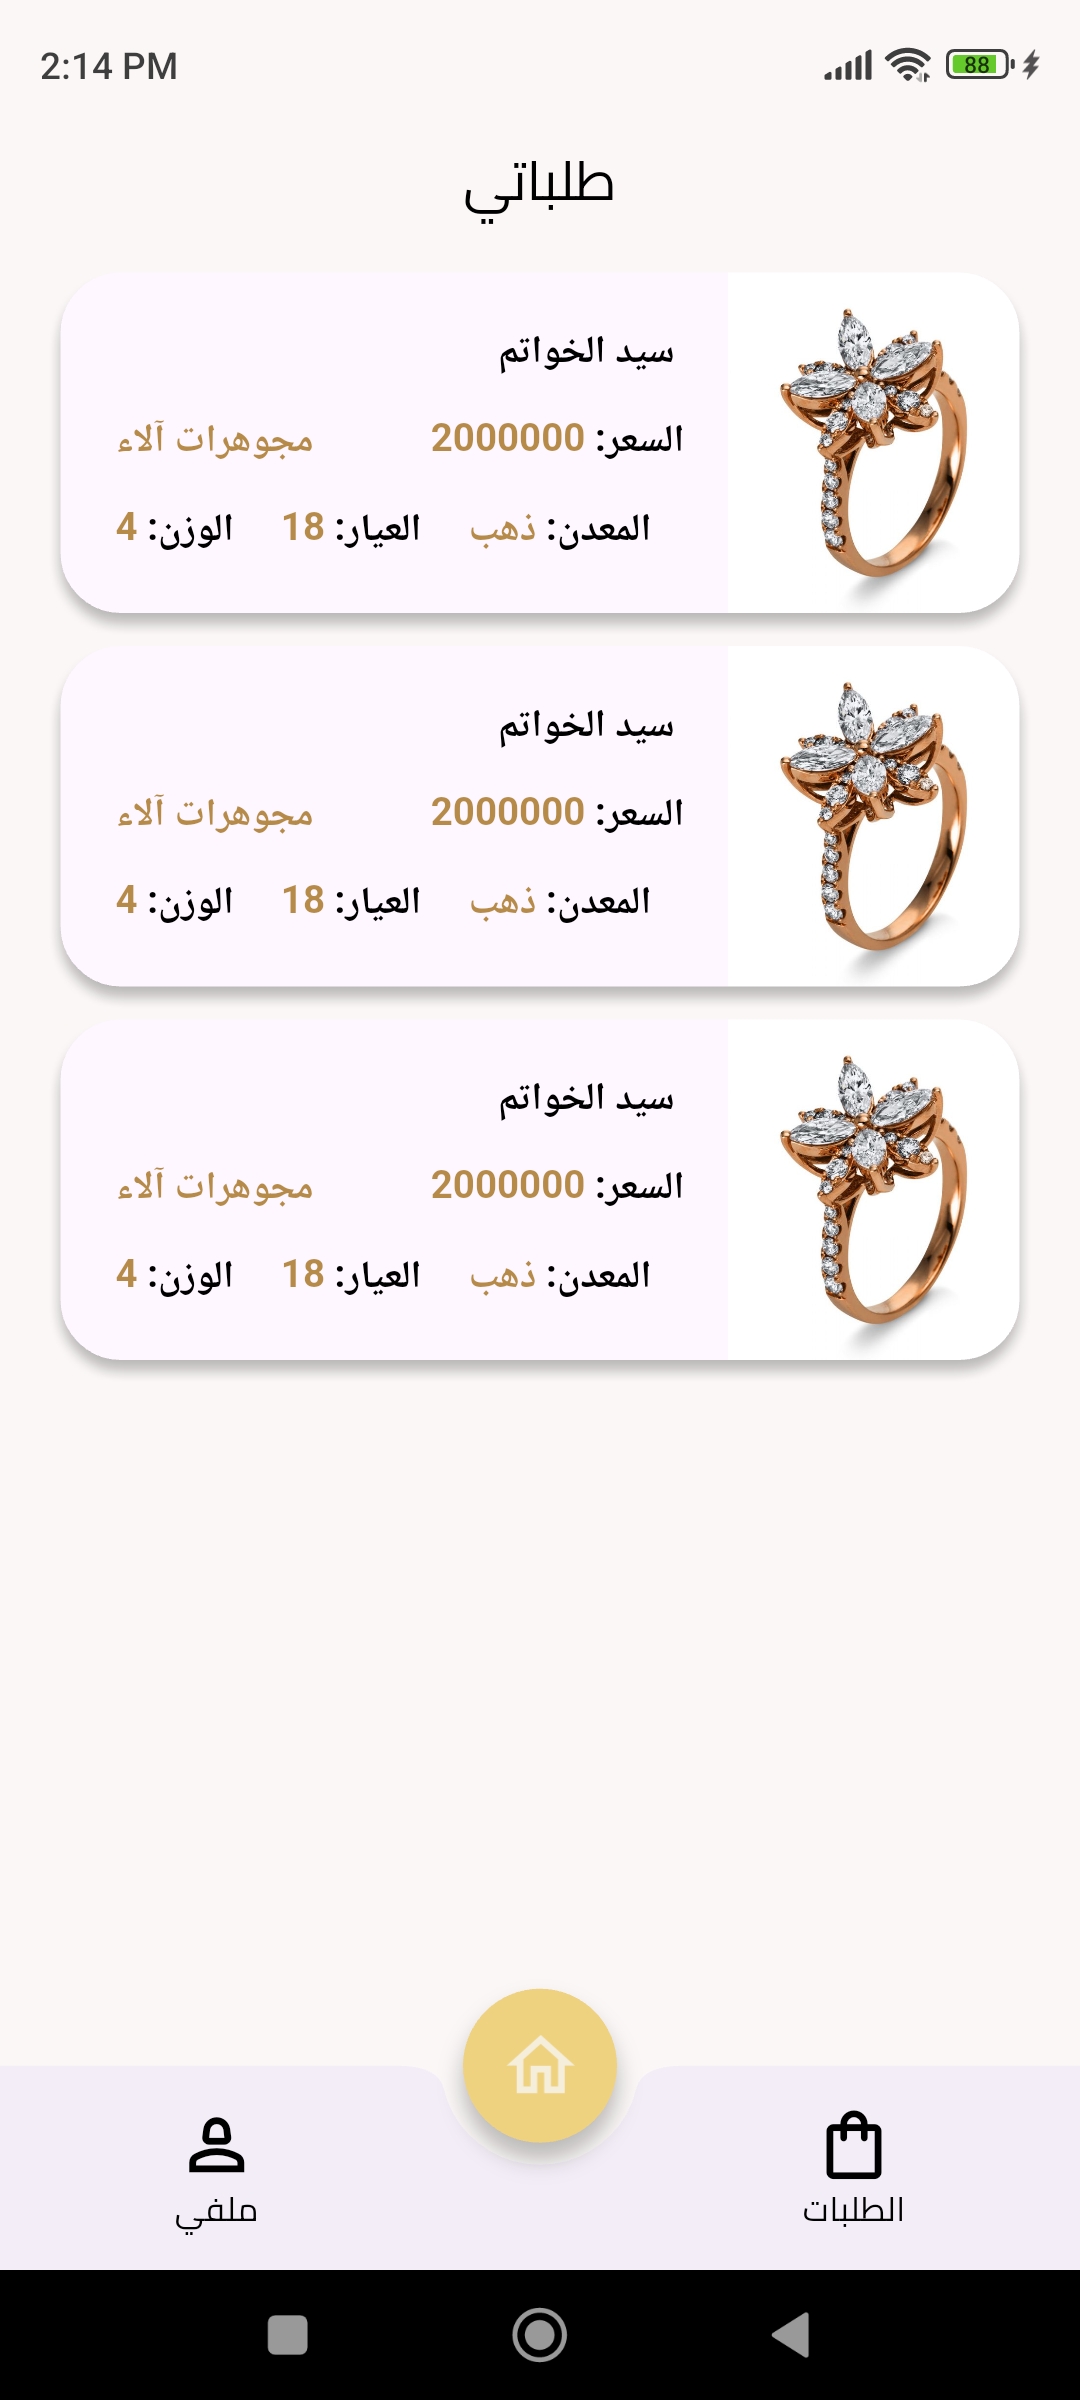 2:14 PM
88
طلباتي
سيد الخواتم
السعر: 2000000 مجوهرات آلاء
المعدن: ذهب العيار: 18 الوزن: 4
سيد الخواتم
السعر: 2000000 مجوهرات آلاء
المعدن: ذهب العيار: 18 الوزن: 4
سيد الخواتم
السعر: 2000000 مجوهرات آلاء
المعدن: ذهب العيار: 18 الوزن: 4
الطلبات ملفي